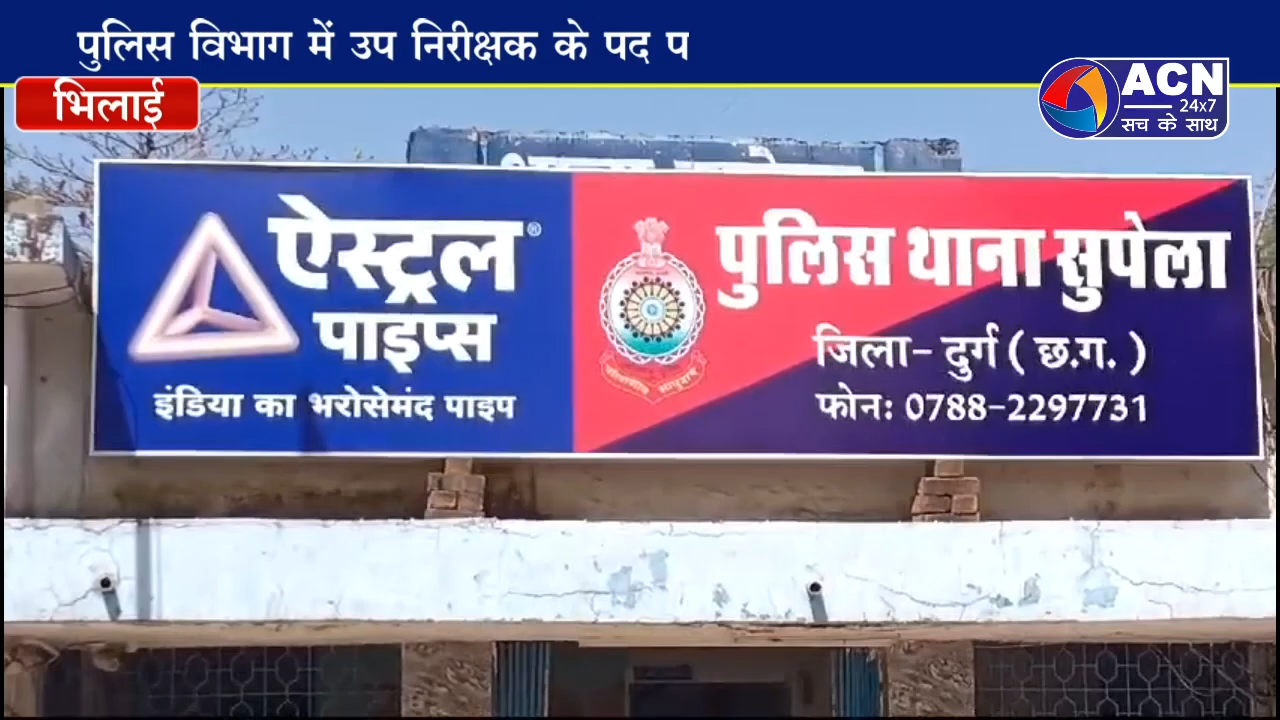 पुलिस विभाग में उप निरीक्षक के पद प
भिलाई
ACN
24x7
सच के साथ
ऐस्ट्रल®
पाइप्स
इंडिया का भरोसेमंद पाइप
पुलिस थाना सुपेला
जिला- दुर्ग ( छ.ग. )
फोन: 0788-2297731